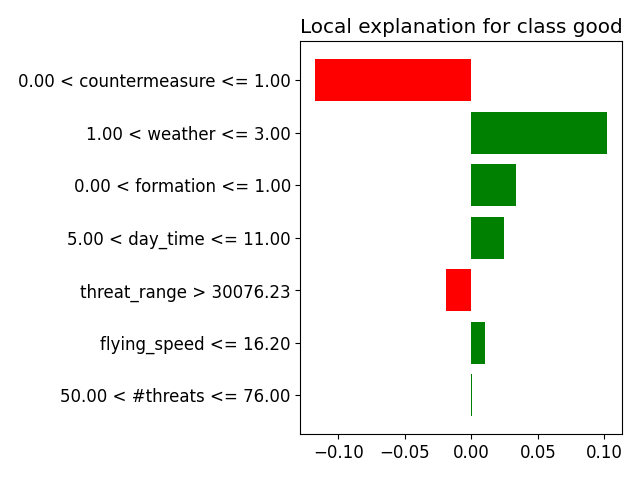 Local explanation for class good
0.00 < countermeasure <= 1.00
1.00 < weather <= 3.00
0.00 < formation <= 1.00
5.00 < day_time <= 11.00
threat_range > 30076.23
flying_speed <= 16.20
50.00 < #threats <= 76.00
−0.10 −0.05 0.00 0.05 0.10